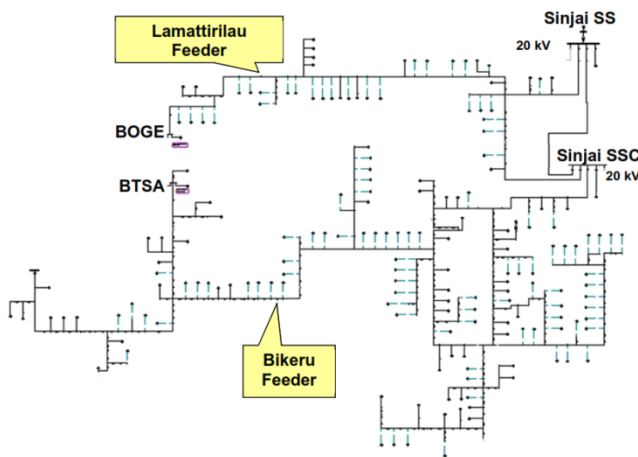 Lamattirilau
Feeder
Sinjai SS
20 kV
BOGE
Sinjai SSC
20 kV
BTSA
Bikeru
Feeder